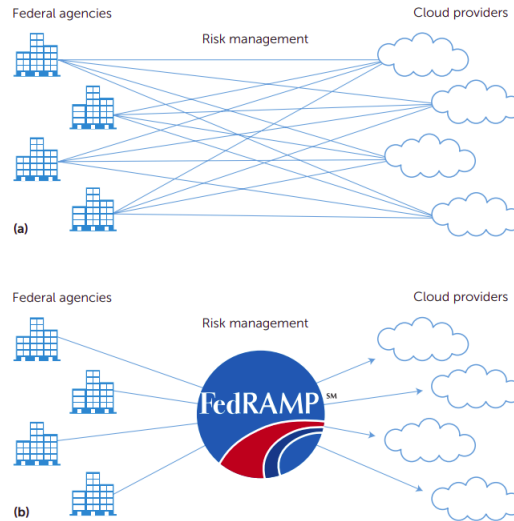 Federal agencies
Cloud providers
Risk management
(a)
Federal agencies
Cloud providers
Risk management
FedRAMP SM
(b)